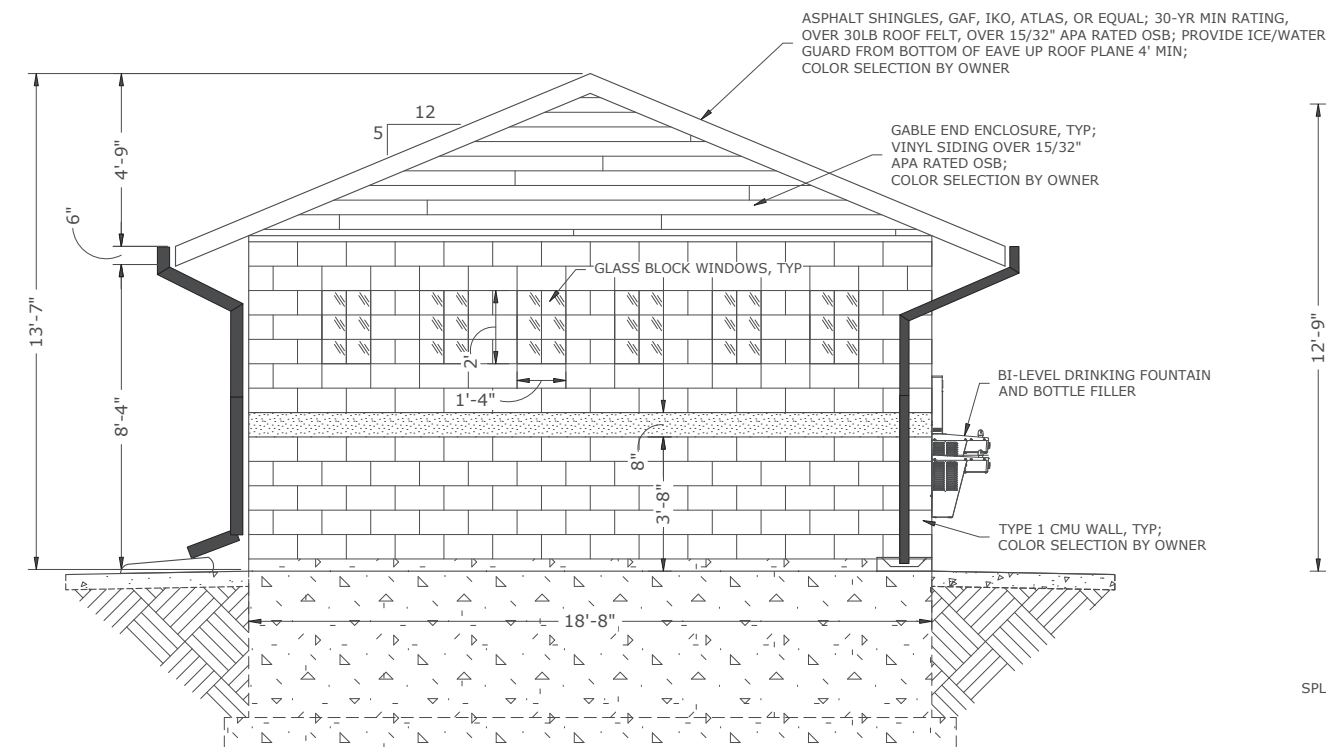 ASPHALT SHINGLES, GAF, IKO, ATLAS, OR EQUAL; 30-YR MIN RATING,
OVER 30LB ROOF FELT, OVER 15/32" APA RATED OSB; PROVIDE ICE/WATER
GUARD FROM BOTTOM OF EAVE UP ROOF PLANE 4' MIN;
COLOR SELECTION BY OWNER
12
5
GABLE END ENCLOSURE, TYP;
VINYL SIDING OVER 15/32"
APA RATED OSB;
COLOR SELECTION BY OWNER
4'-9"
6"
GLASS BLOCK WINDOWS, TYP
13'-7"
12'-9"
2'
1'-4"
BI-LEVEL DRINKING FOUNTAIN
AND BOTTLE FILLER
8'-4"
8"
3'-8"
TYPE 1 CMU WALL, TYP;
COLOR SELECTION BY OWNER
18'-8"
SPL